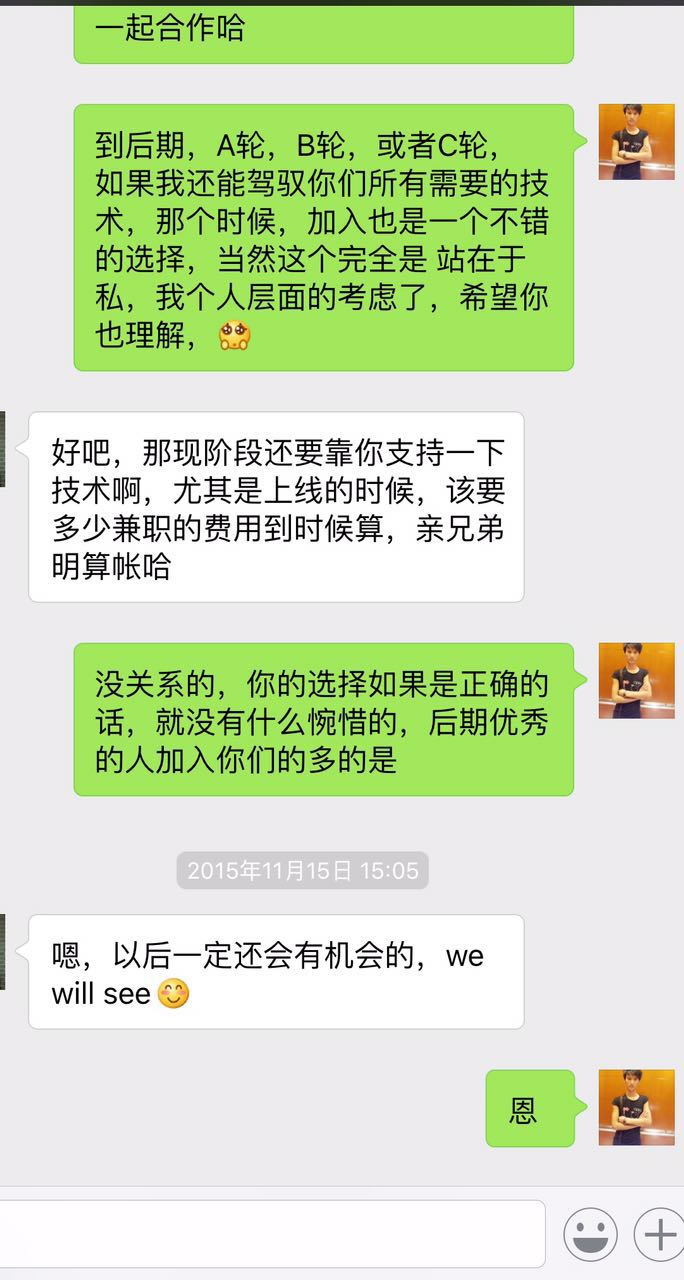 一起合作哈
到后期，A轮，B轮，或者C轮，
如果我还能驾驭你们所有需要的技
术，那个时候，加入也是一个不错
的选择，当然这个完全是 站在于
私，我个人层面的考虑了，希望你
也理解，🥺
好吧，那现阶段还要靠你支持一下
技术啊，尤其是上线的时候，该要
多少兼职的费用到时候算，亲兄弟
明算帐哈
没关系的，你的选择如果是正确的
话，就没有什么惋惜的，后期优秀
的人加入你们的多的是
2015年11月15日 15:05
嗯，以后一定还会有机会的，we
will see😊
恩